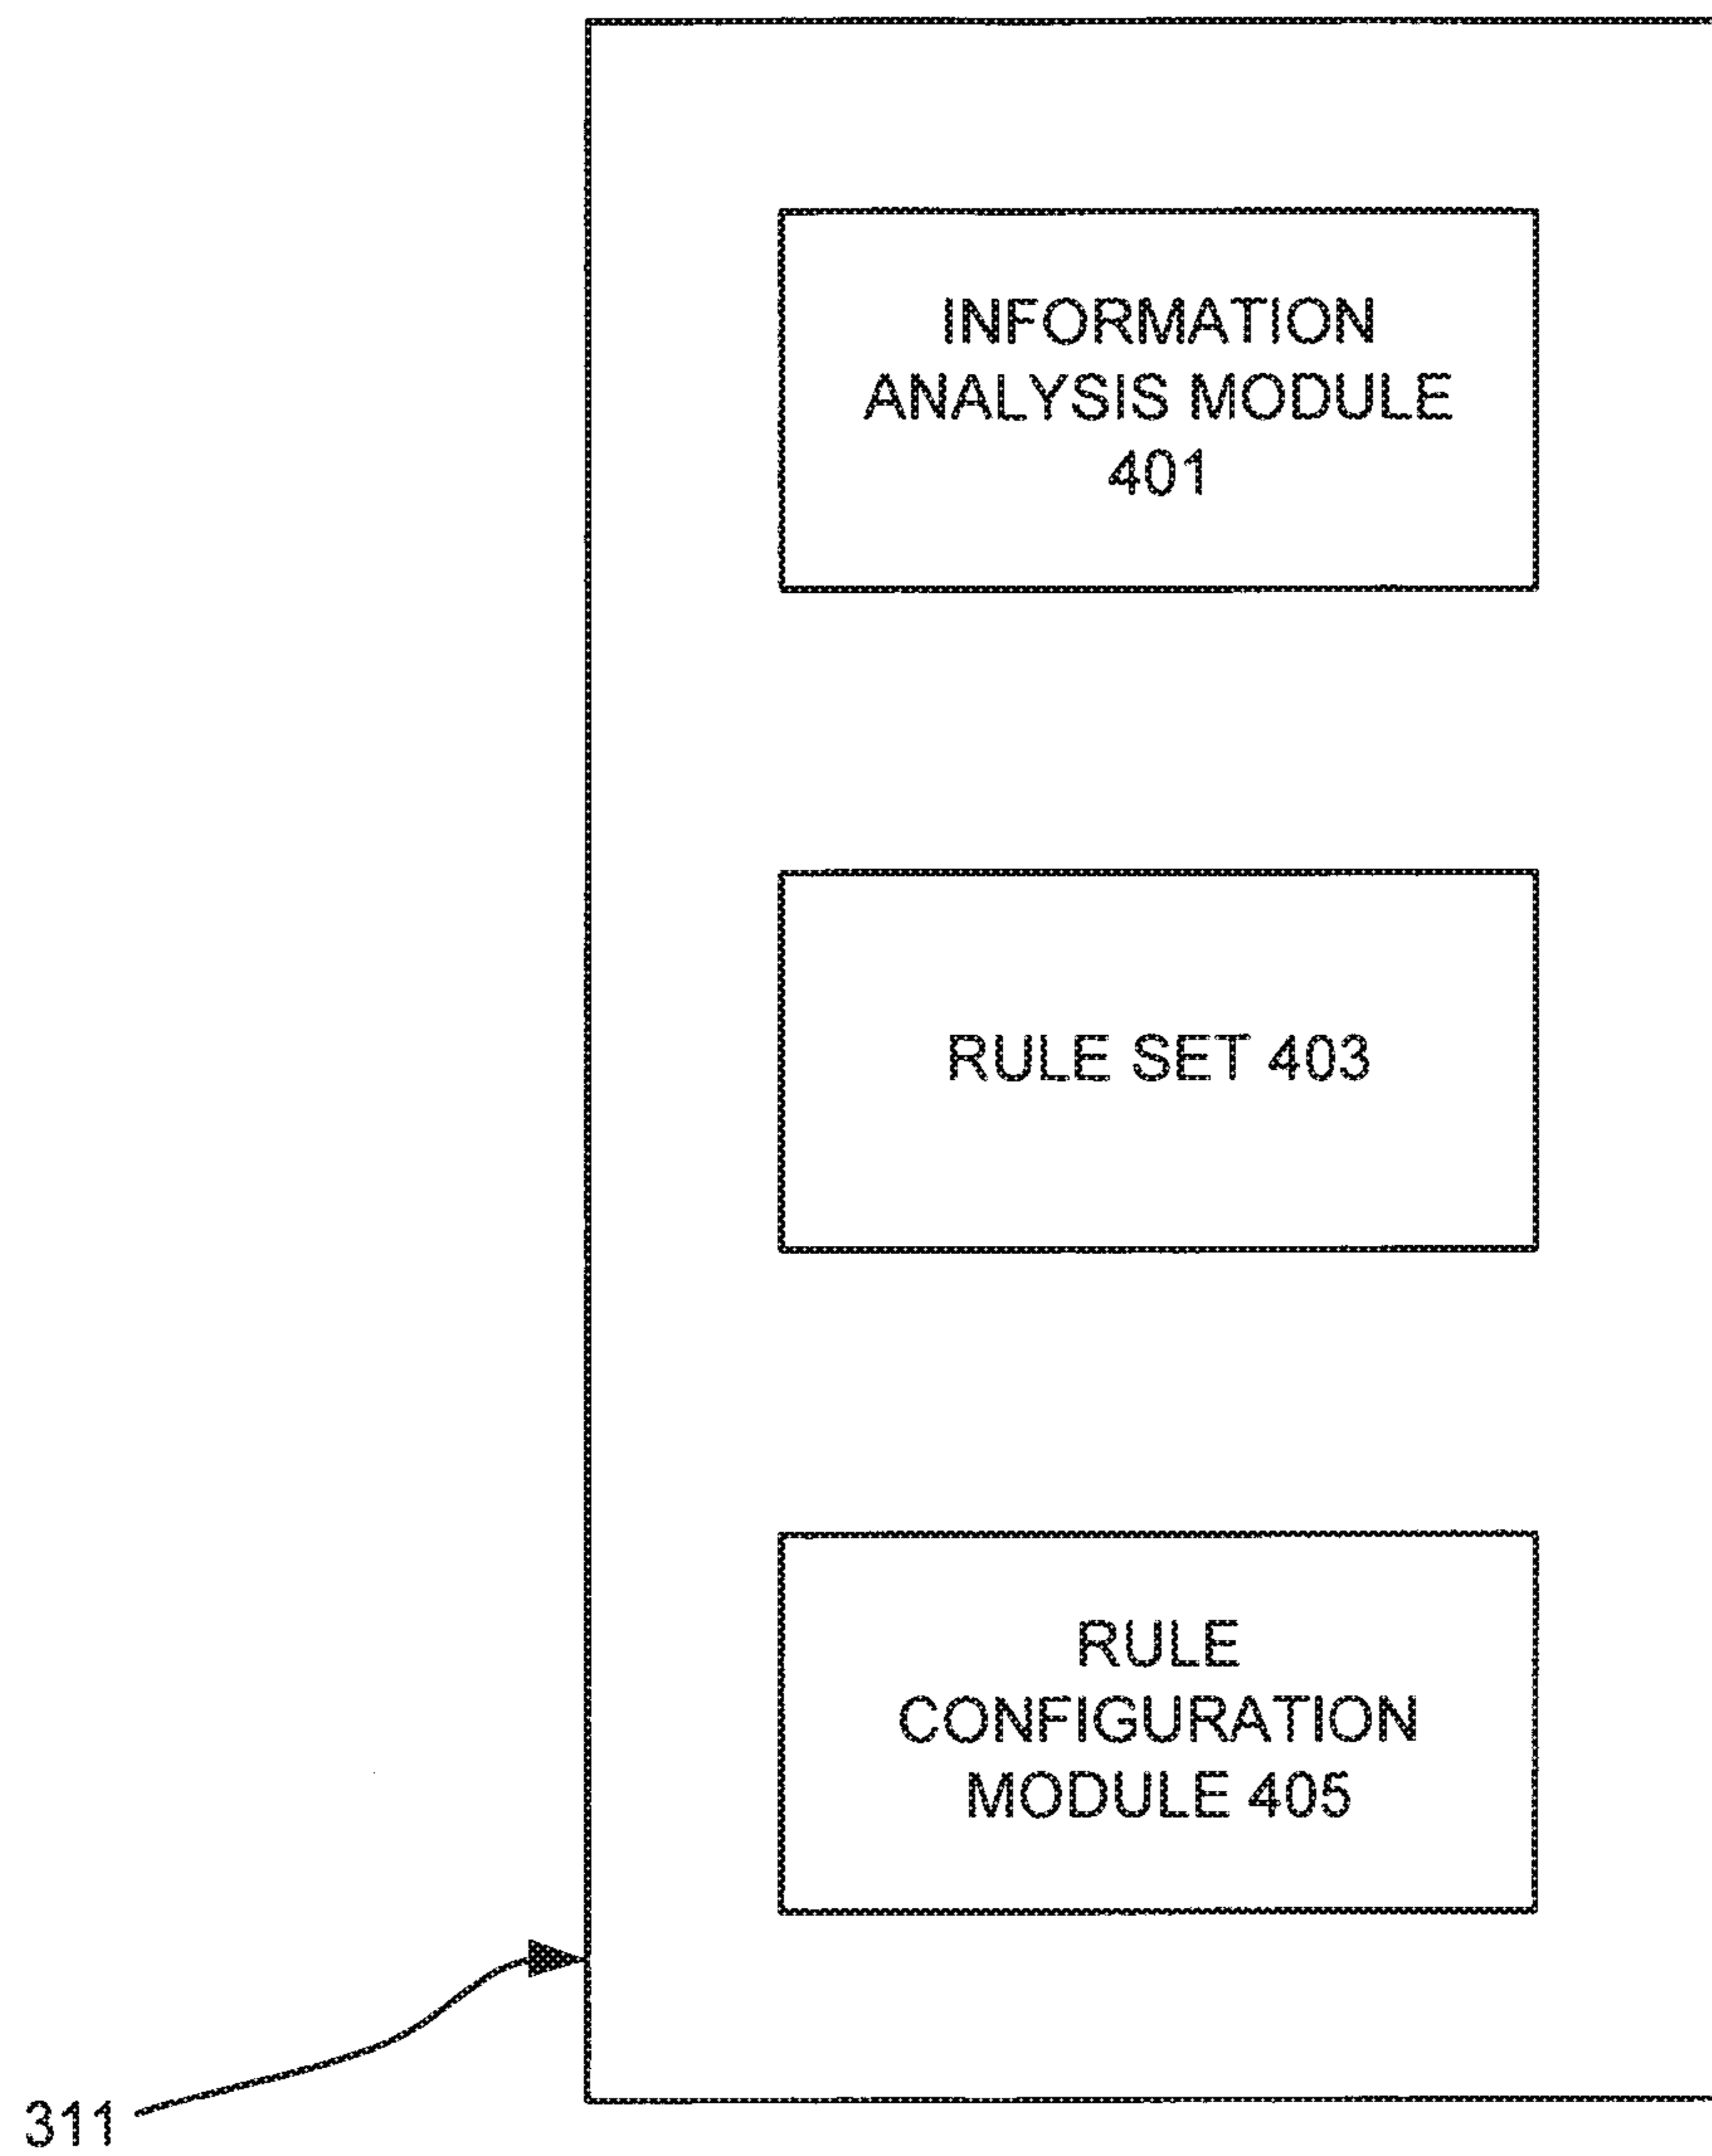 INFORMATION
ANALYSIS MODULE
401
RULE SET 403
RULE
CONFIGURATION
MODULE 405
311